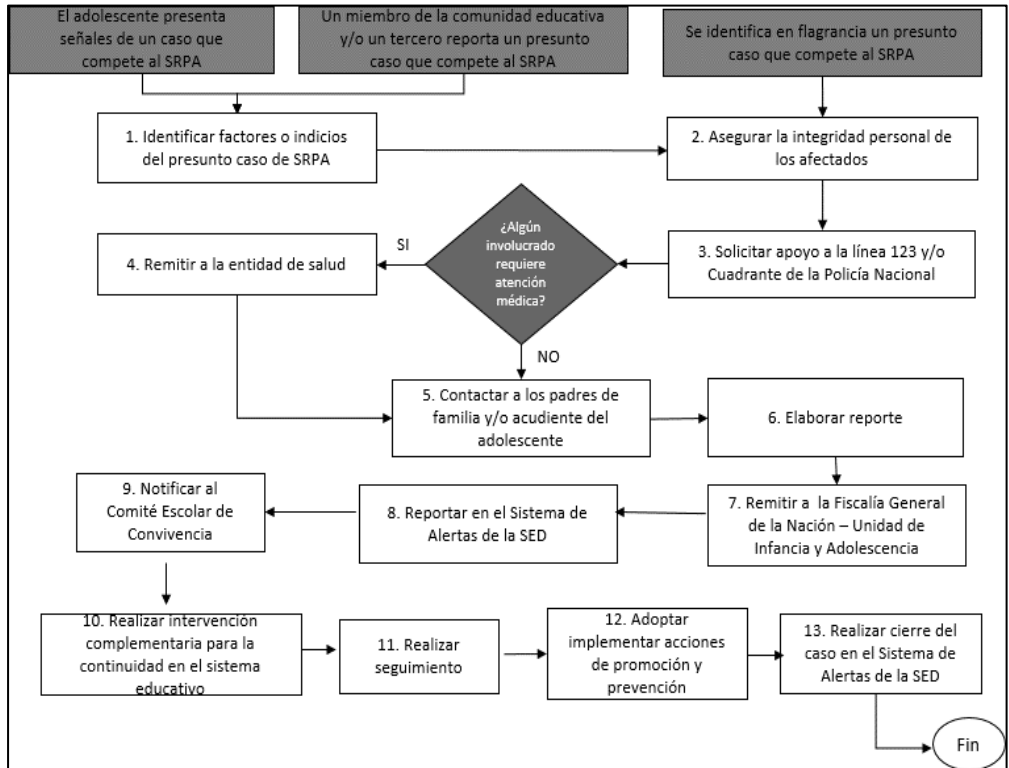 El adolescente presenta
señales de un caso que
compete al SRPA
Un miembro de la comunidad educativa
y/o un tercero reporta un presunto
caso que compete al SRPA
Se identifica en flagrancia un presunto
caso que compete al SRPA
1. Identificar factores o indicios
del presunto caso de SRPA
2. Asegurar la integridad personal de
los afectados
¿Algún
involucrado
requiere
atención
médica?
SI
NO
3. Solicitar apoyo a la línea 123 y/o
Cuadrante de la Policía Nacional
4. Remitir a la entidad de salud
5. Contactar a los padres de
familia y/o acudiente del
adolescente
6. Elaborar reporte
7. Remitir a la Fiscalía General
de la Nación – Unidad de
Infancia y Adolescencia
8. Reportar en el Sistema de
Alertas de la SED
9. Notificar al
Comité Escolar de
Convivencia
10. Realizar intervención
complementaria para la
continuidad en el sistema
educativo
11. Realizar
seguimiento
12. Adoptar
implementar acciones
de promoción y
prevención
13. Realizar cierre del
caso en el Sistema de
Alertas de la SED
Fin